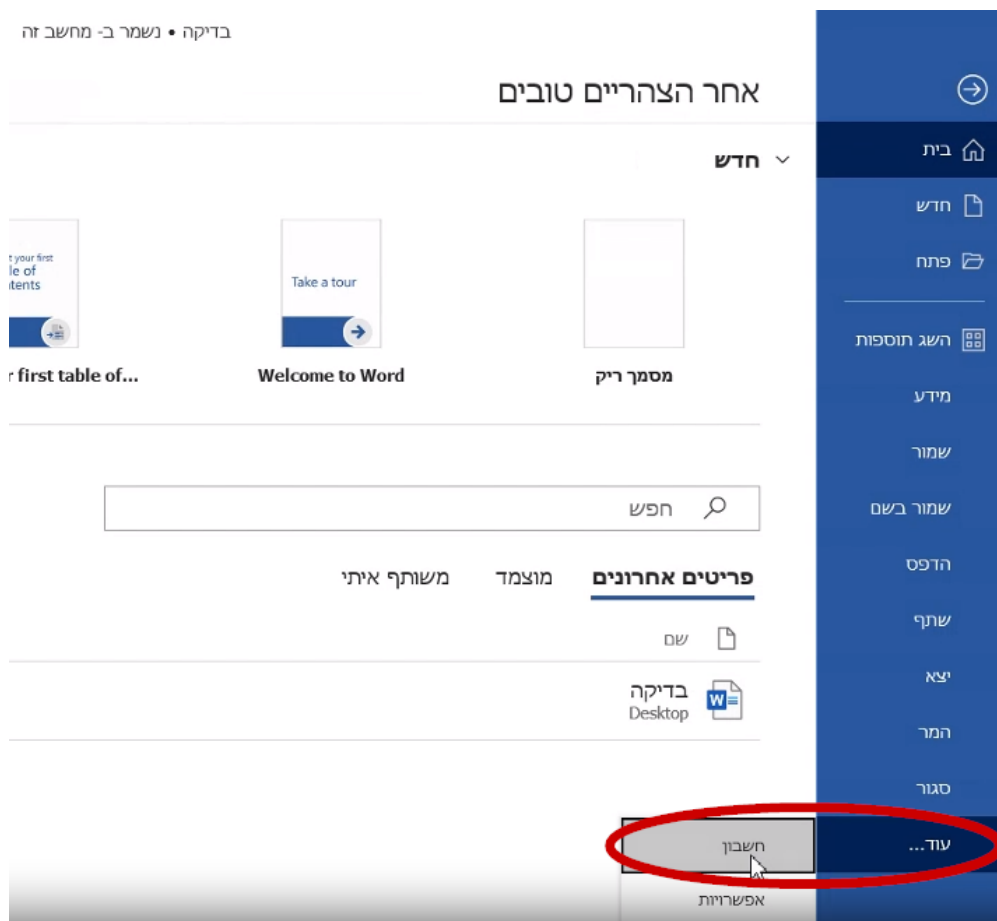 בדיקה • נשמר ב- מחשב זה
אחר הצהריים טובים
בית
חדש
חדש
פתח
t your first
le of
tents
Take a tour
השג תוספות
r first table of...
Welcome to Word
מסמך ריק
מידע
שמור
חפש
שמור בשם
הדפס
פריטים אחרונים
מוצמד
משותף איתי
שתף
שם
יצא
בדיקה
Desktop
המר
סגור
עוד...
חשבון
אפשרויות